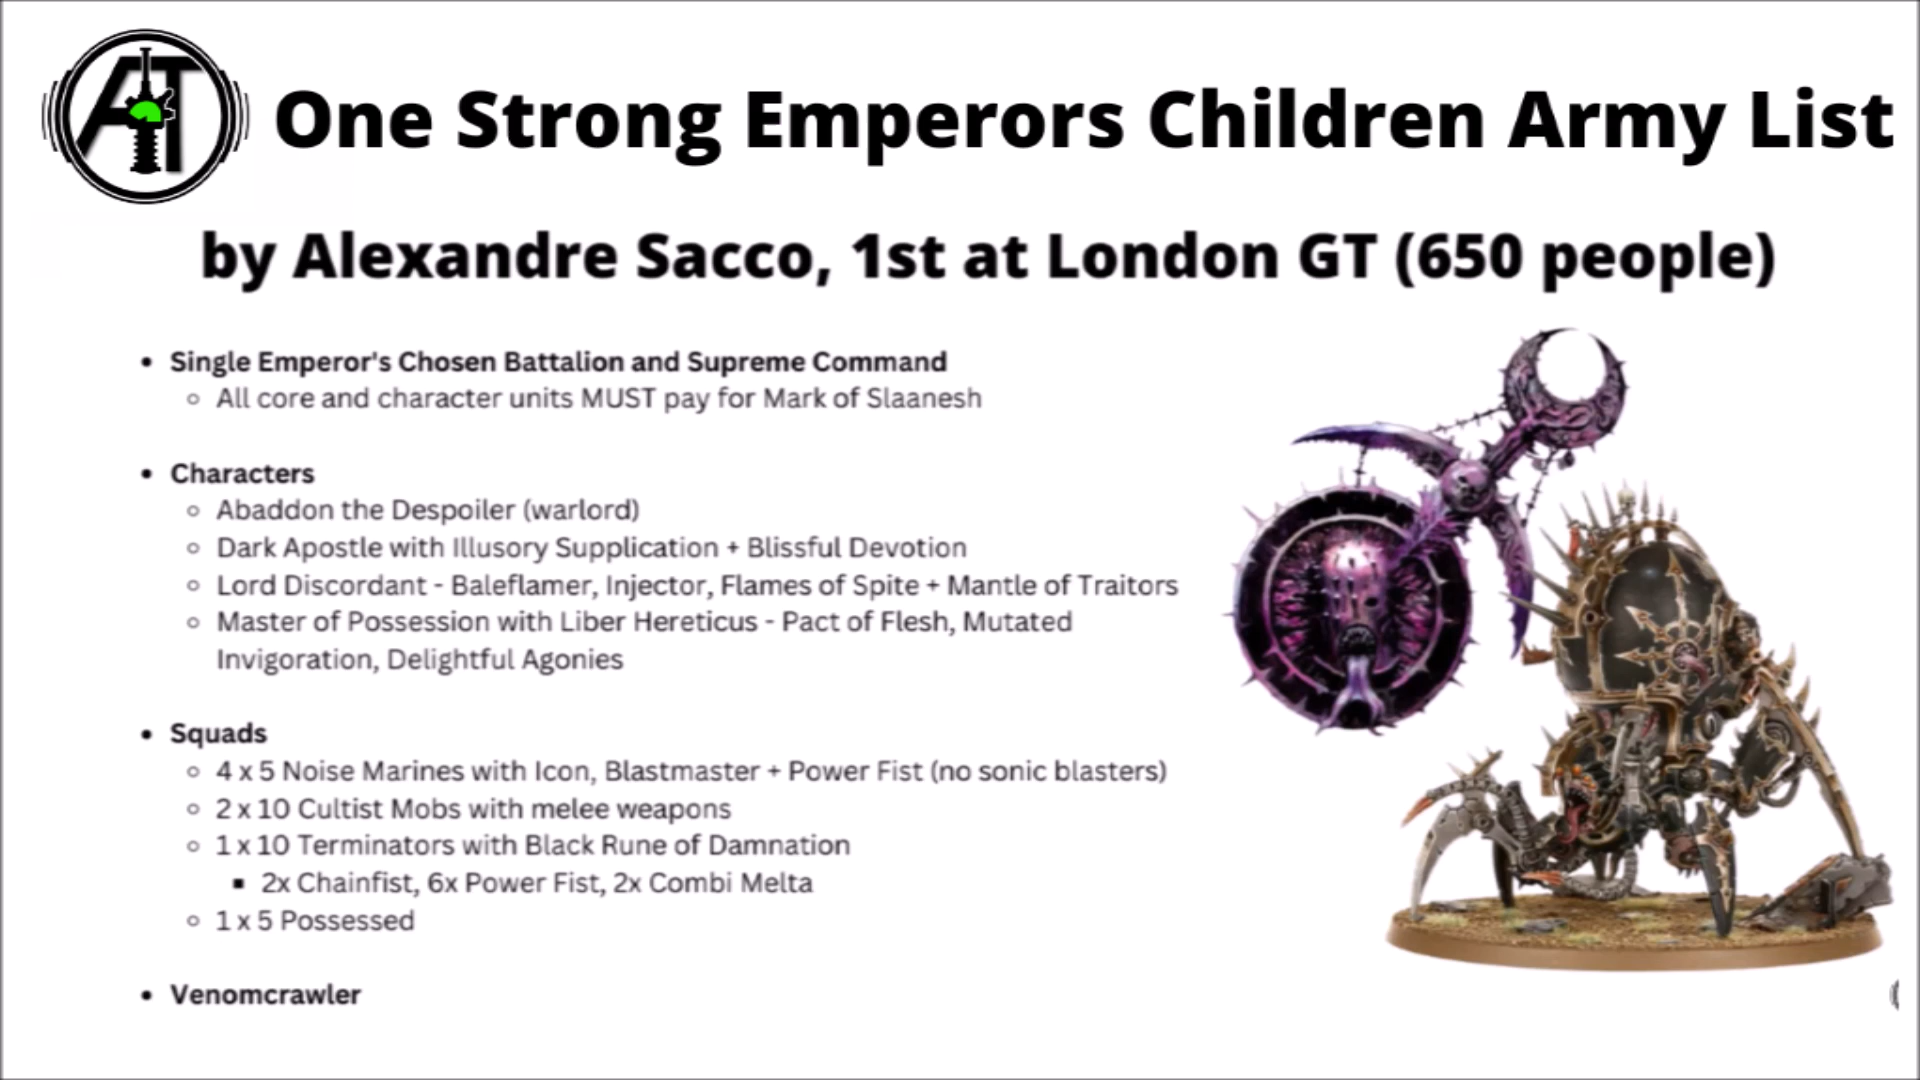 AT
One Strong Emperors Children Army List
by Alexandre Sacco, 1st at London GT (650 people)
• Single Emperor's Chosen Battalion and Supreme Command
○ All core and character units MUST pay for Mark of Slaanesh
• Characters
○ Abaddon the Despoiler (warlord)
○ Dark Apostle with Illusory Supplication + Blissful Devotion
○ Lord Discordant - Baleflamer, Injector, Flames of Spite + Mantle of Traitors
○ Master of Possession with Liber Hereticus - Pact of Flesh, Mutated
Invigoration, Delightful Agonies
• Squads
○ 4 x 5 Noise Marines with Icon, Blastmaster + Power Fist (no sonic blasters)
○ 2 x 10 Cultist Mobs with melee weapons
○ 1 x 10 Terminators with Black Rune of Damnation
▪ 2x Chainfist, 6x Power Fist, 2x Combi Melta
○ 1 x 5 Possessed
• Venomcrawler